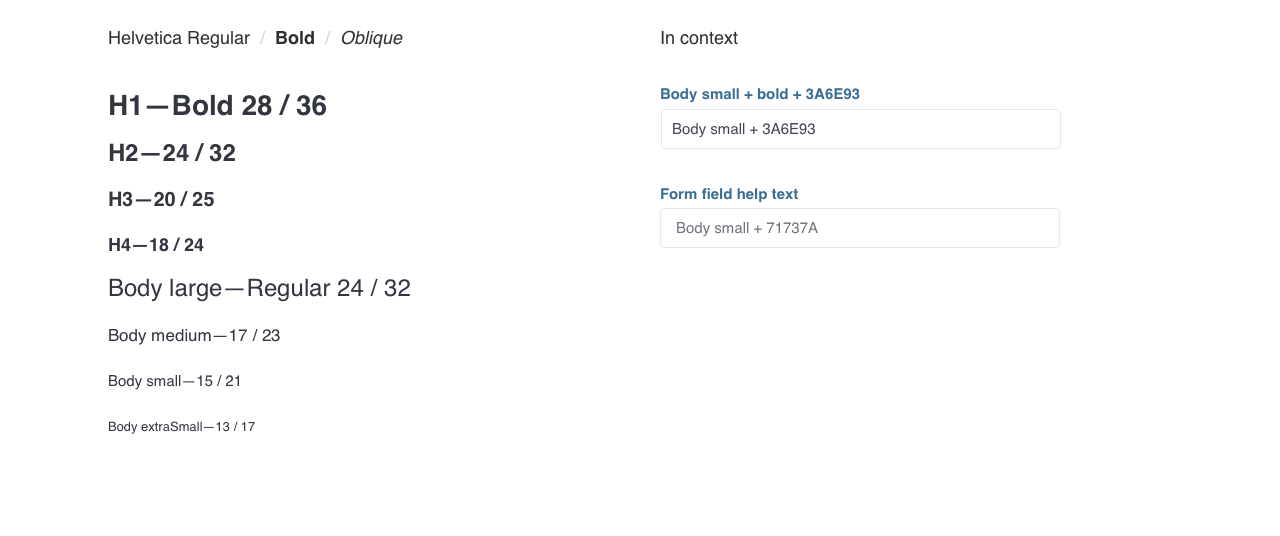 Helvetica Regular / Bold / Oblique
H1—Bold 28 / 36
H2—24 / 32
H3—20 / 25
H4—18 / 24
Body large—Regular 24 / 32
Body medium—17 / 23
Body small—15 / 21
Body extraSmall—13 / 17
In context
Body small + bold + 3A6E93
Body small + 3A6E93
Form field help text
Body small + 71737A